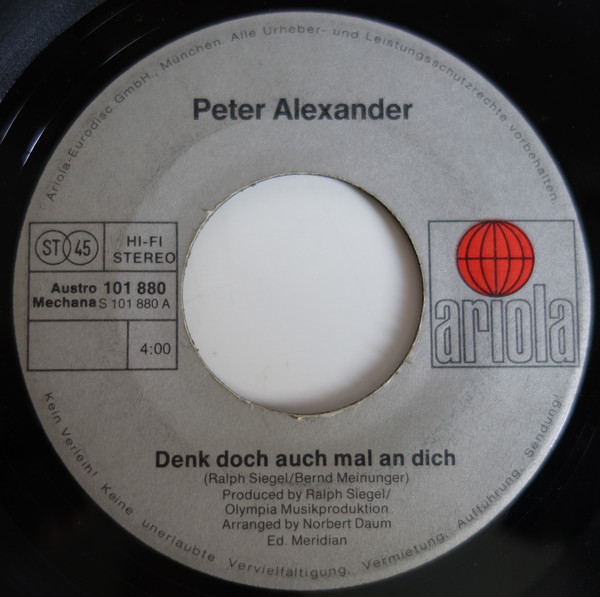 Ariola-Eurodisc GmbH., München. Alle Urheber- und Leistungsschutzrechte vorbehalten.
Peter Alexander
ST 45
HI-FI
STEREO
Austro 101 880
Mechana S 101 880 A
4:00
ariola
Denk doch auch mal an dich
(Ralph Siegel/Bernd Meinunger)
Produced by Ralph Siegel/
Olympia Musikproduktion
Arranged by Norbert Daum
Ed. Meridian
Kein Verleih! Keine unerlaubte Vervielfältigung, Vermietung, Aufführung, Sendung!